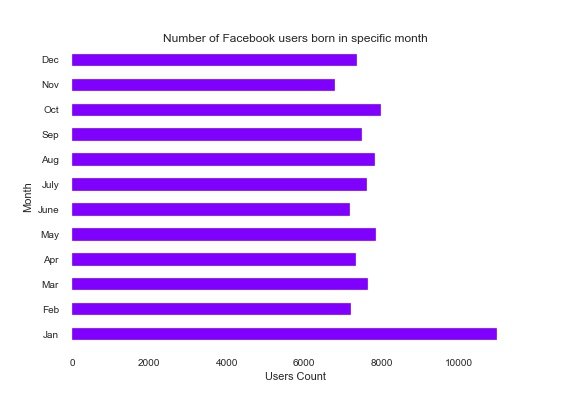 Number of Facebook users born in specific month
Dec
Nov
Oct
Sep
Aug
July
June
May
Apr
Mar
Feb
Jan
Month
0 2000 4000 6000 8000 10000
Users Count